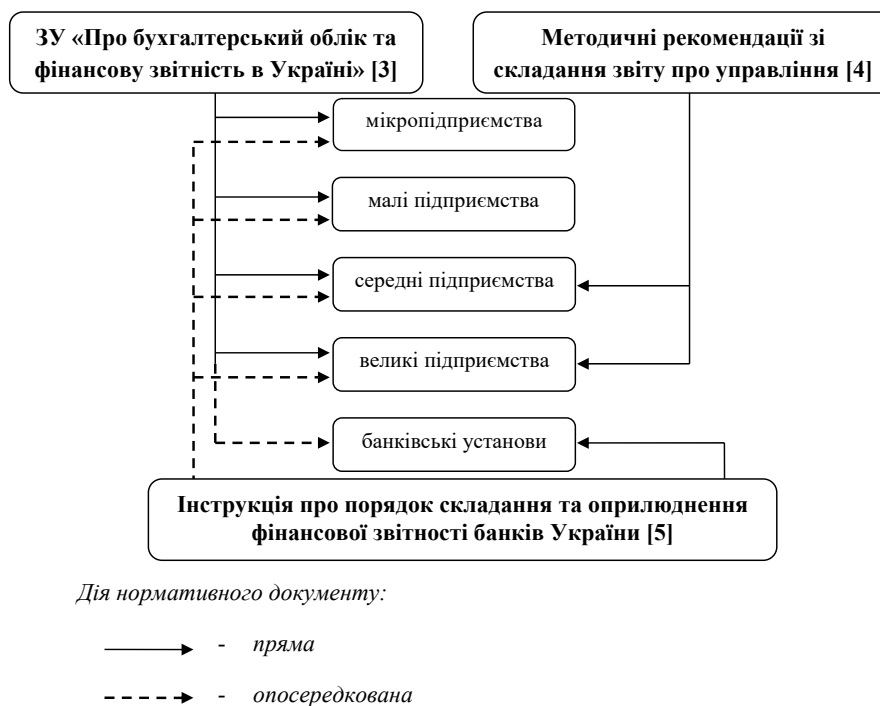 ЗУ «Про бухгалтерський облік та
фінансову звітність в Україні» [3]
Методичні рекомендації зі
складання звіту про управління [4]
мікропідприємства
малі підприємства
середні підприємства
великі підприємства
банківські установи
Інструкція про порядок складання та оприлюднення
фінансової звітності банків України [5]
Дія нормативного документу:
- пряма
- опосередкована